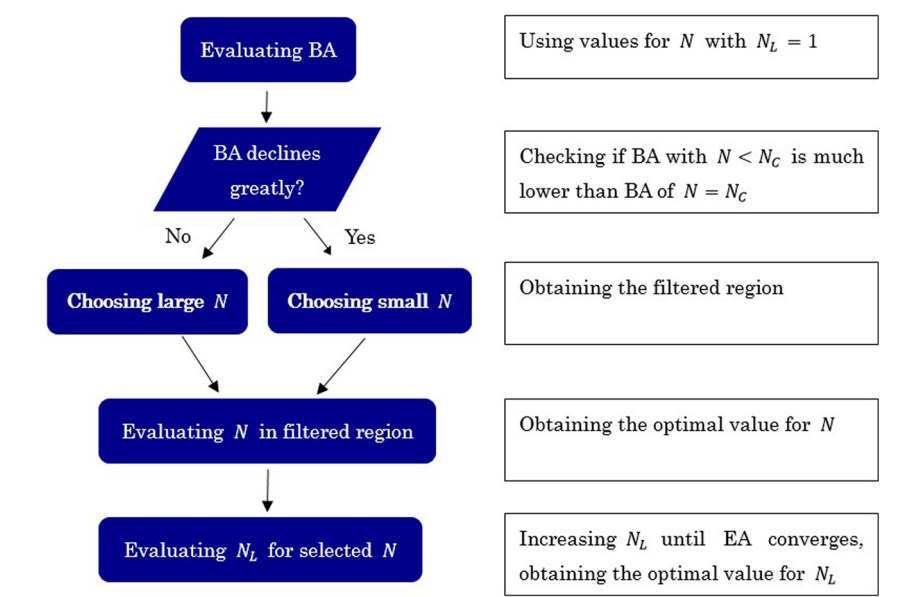 Evaluating BA
Using values for N with N_L = 1
BA declines
greatly?
Checking if BA with N < N_C is much
lower than BA of N = N_C
No
Yes
Choosing large N
Choosing small N
Obtaining the filtered region
Evaluating N in filtered region
Obtaining the optimal value for N
Evaluating N_L for selected N
Increasing N_L until EA converges,
obtaining the optimal value for N_L